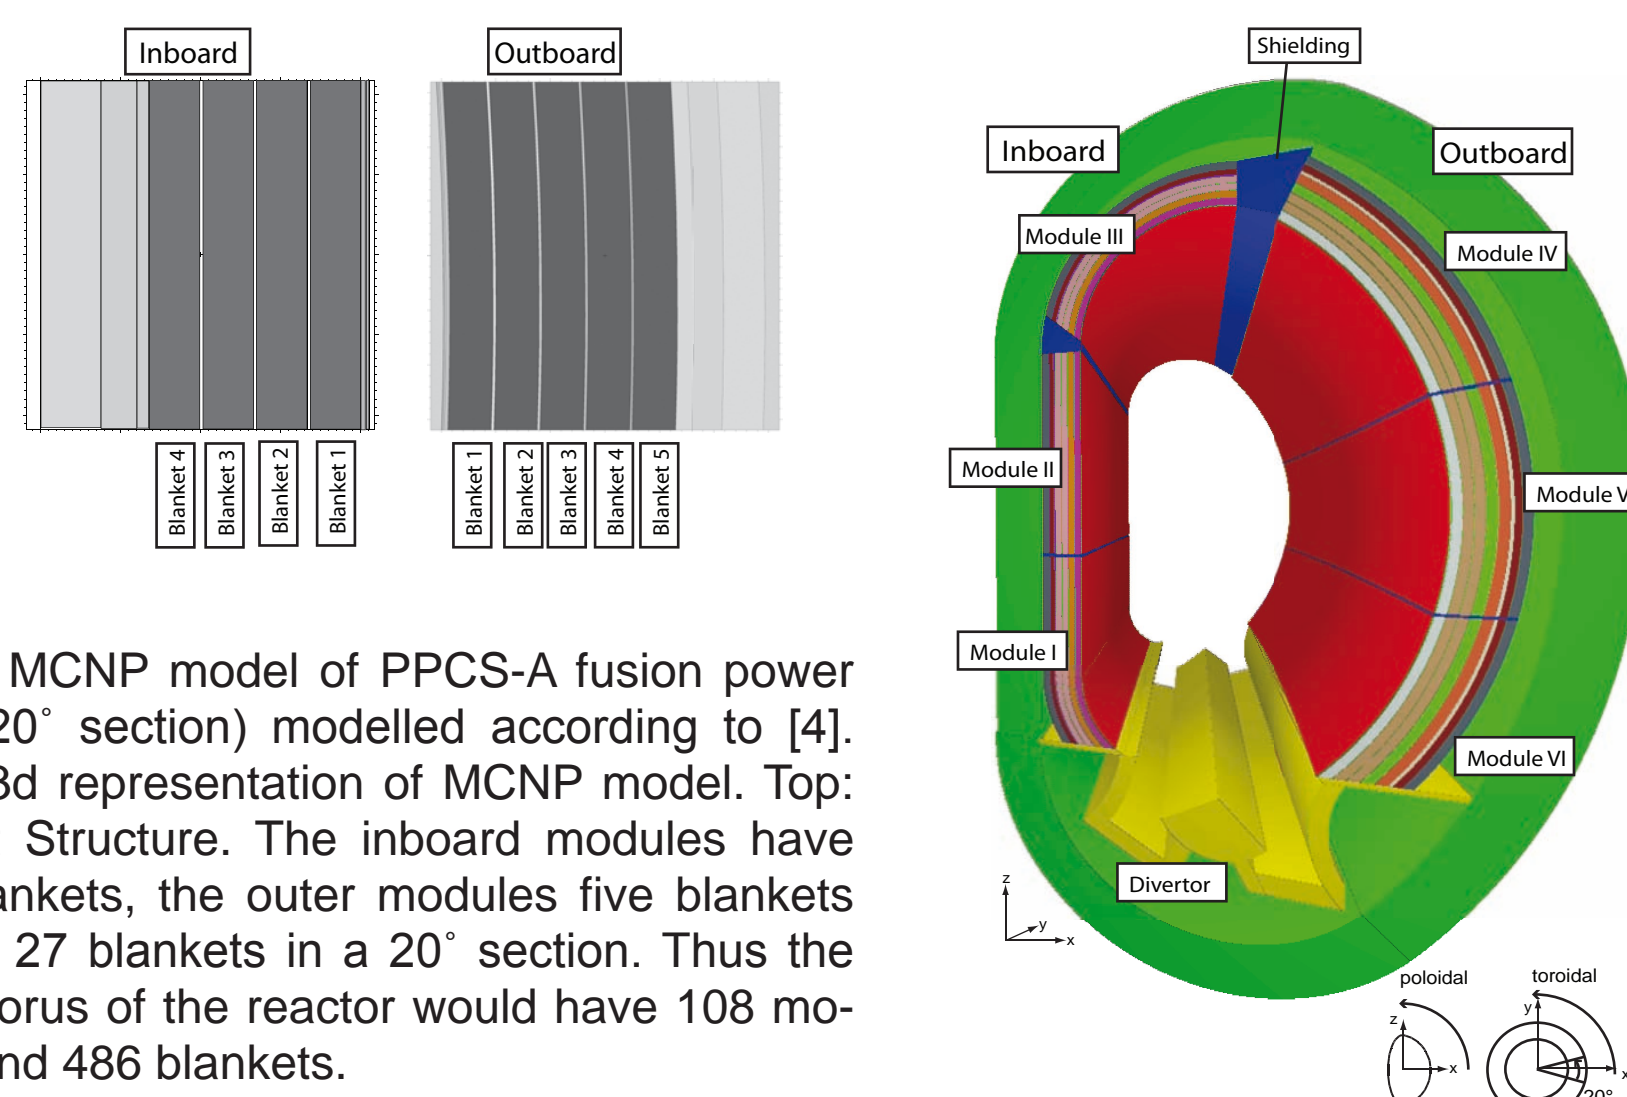 Inboard
Outboard
Blanket 4
Blanket 3
Blanket 2
Blanket 1
Blanket 1
Blanket 2
Blanket 3
Blanket 4
Blanket 5
MCNP model of PPCS-A fusion power
20˚ section) modelled according to [4].
3d representation of MCNP model. Top:
Structure. The inboard modules have
ankets, the outer modules five blankets
27 blankets in a 20˚ section. Thus the
orus of the reactor would have 108 mo-
nd 486 blankets.
Shielding
Inboard
Outboard
Module III
Module IV
Module II
Module V
Module I
Module VI
Divertor
z
y
x
poloidal
toroidal
z
x
y
x
20°